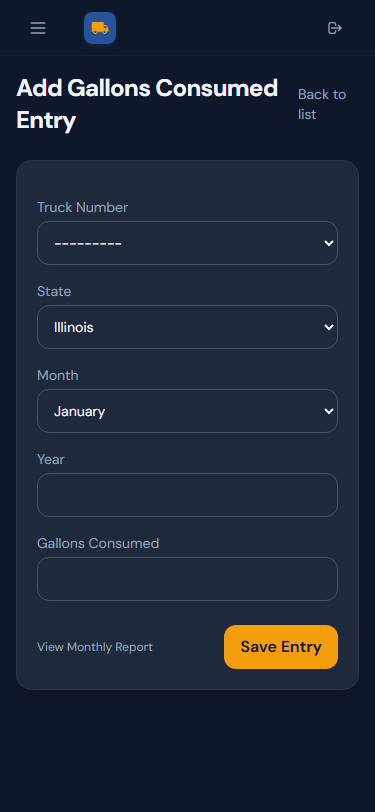 Add Gallons Consumed
Entry
Back to
list
Truck Number
---------
State
Illinois
Month
January
Year
Gallons Consumed
View Monthly Report
Save Entry